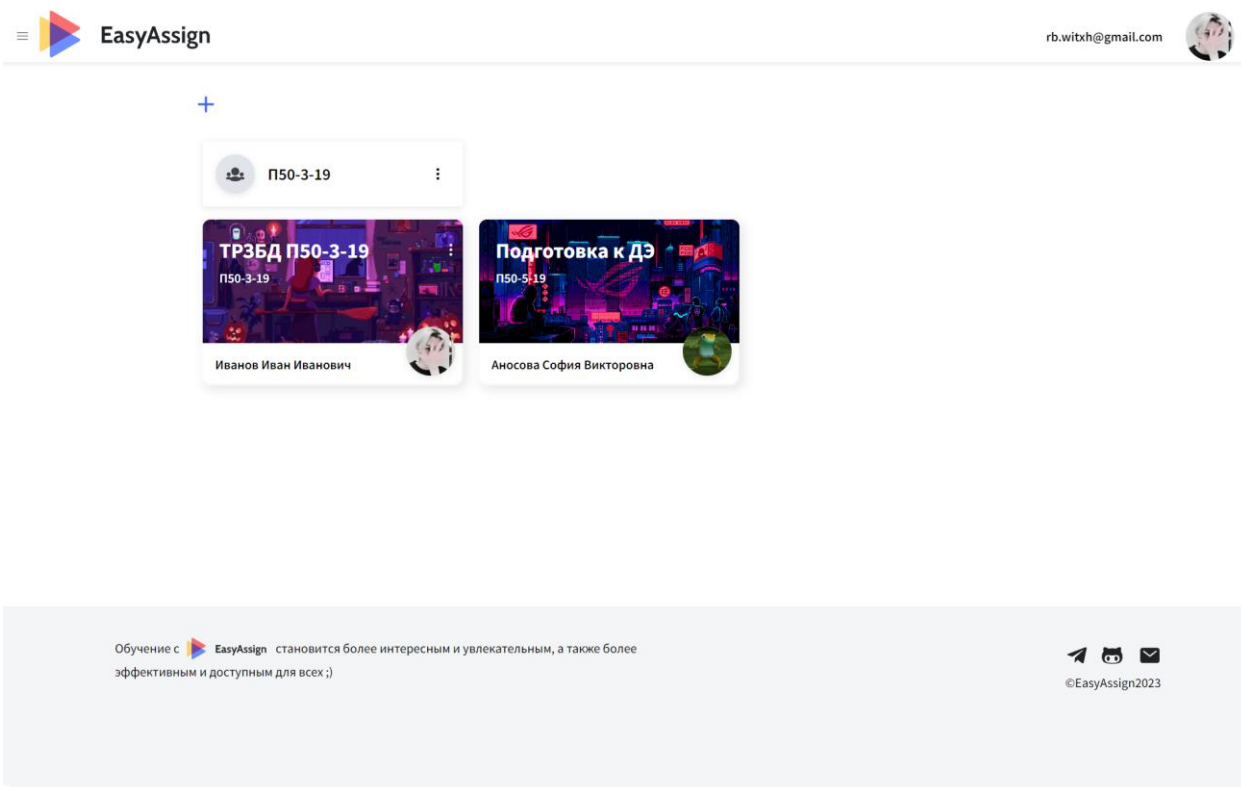 EasyAssign
rb.witxh@gmail.com
П50-3-19
ТРЗБД П50-3-19
П50-3-19
Иванов Иван Иванович
Подготовка к ДЭ
П50-5-19
Аносова София Викторовна
Обучение с EasyAssign становится более интересным и увлекательным, а также более
эффективным и доступным для всех ;)
©EasyAssign2023